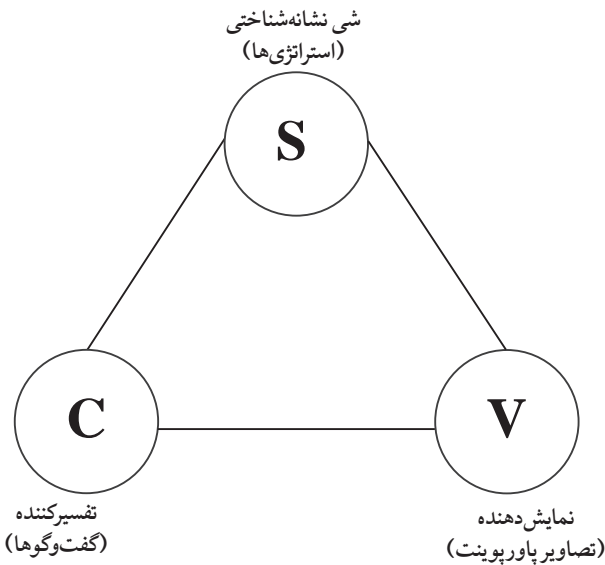 شی نشانه‌شناختی
(استراتژی‌ها)
S
C
V
تفسیرکننده
(گفت‌وگوها)
نمایش‌دهنده
(تصاویر پاورپوینت)